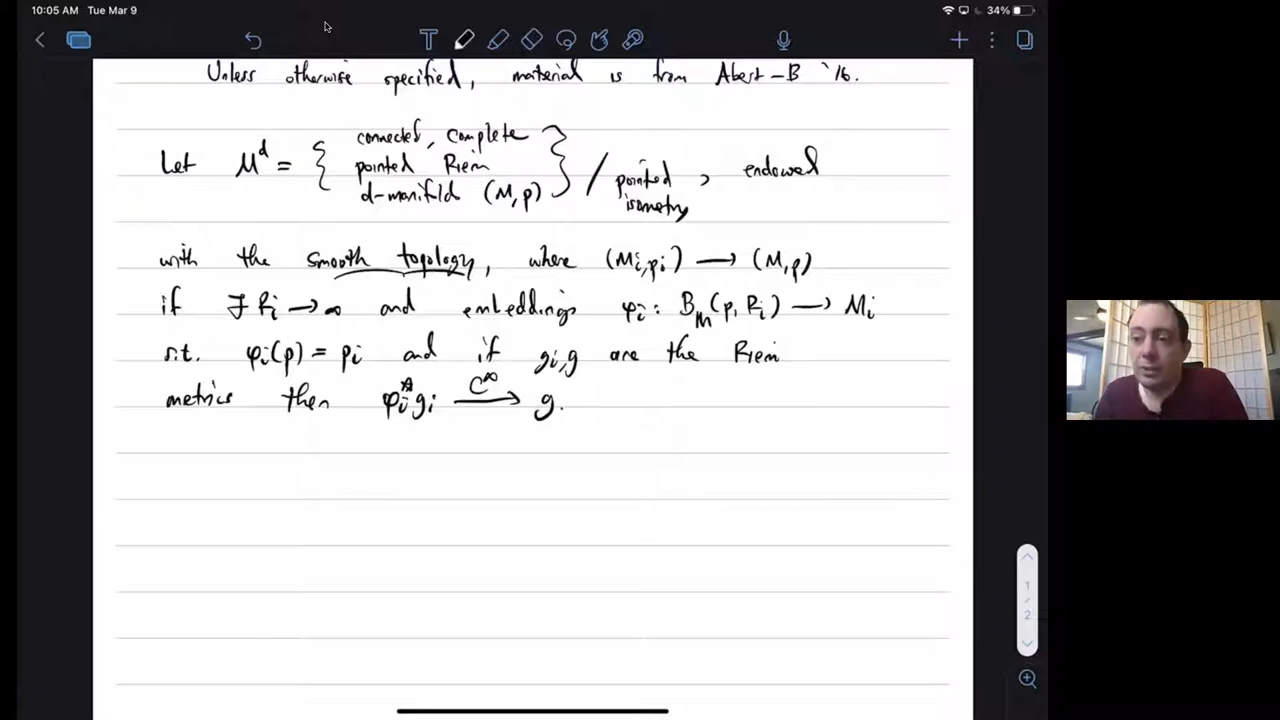 10:05 AM Tue Mar 9
34%
Unless otherwise specified, material is from Abert-B '16.
Let M^d = { connected, complete pointed Riem d-manifold (M,p) } / pointed isometry, endowed
with the smooth topology, where (M_i,p_i) → (M,p)
if ∃ R_i → ∞ and embeddings φ_i : B_M(p,R_i) → M_i
s.t. φ_i(p) = p_i and if g_i,g are the Riem
metrics then φ_i^* g_i →^{C^∞} g.
1
/
2